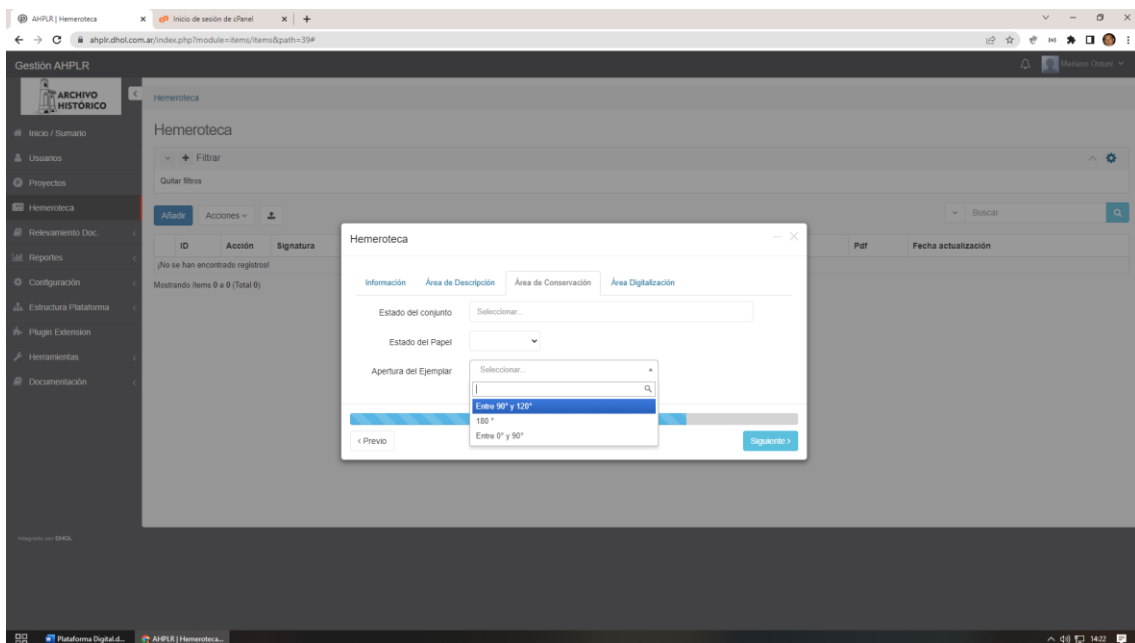 AHPLR | Hemeroteca
Inicio de sesión de cPanel
ahplr.dhol.com.ar/index.php?module=items/items&path=39#
Gestión AHPLR
Mariano Ostuni
ARCHIVO
HISTÓRICO
Hemeroteca
Inicio / Sumario
Usuarios
Proyectos
Hemeroteca
Relevamiento Doc.
Reportes
Configuración
Estructura Plataforma
Plugin Extension
Herramientas
Documentación
Hemeroteca
Filtrar
Quitar filtros
Añadir
Acciones
Buscar
ID Acción Signatura Pdf Fecha actualización
¡No se han encontrado registros!
Mostrando items 0 a 0 (Total 0)
Hemeroteca
Información Área de Descripción Área de Conservación Área Digitalización
Estado del conjunto Seleccionar...
Estado del Papel
Apertura del Ejemplar Seleccionar...
Entre 90° y 120°
180 °
Entre 0° y 90°
< Previo
Siguiente >
Integrado por DHOL
Plataforma Digital.d...
AHPLR | Hemeroteca...
14:22